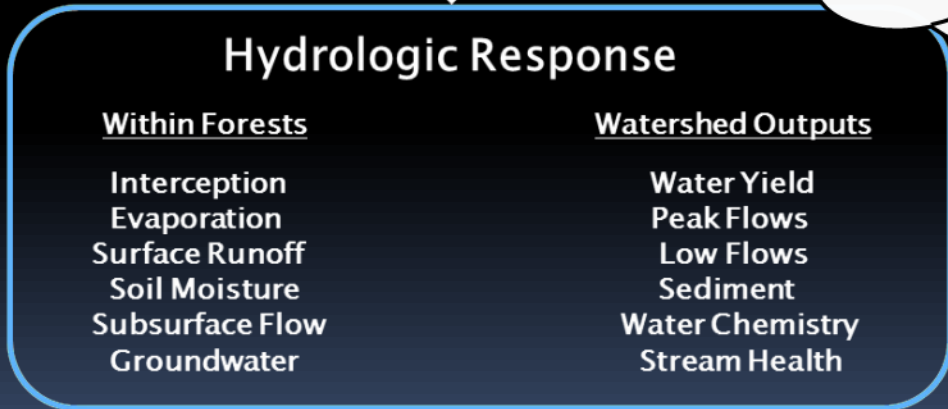 Hydrologic Response
Within Forests
Interception
Evaporation
Surface Runoff
Soil Moisture
Subsurface Flow
Groundwater
Watershed Outputs
Water Yield
Peak Flows
Low Flows
Sediment
Water Chemistry
Stream Health